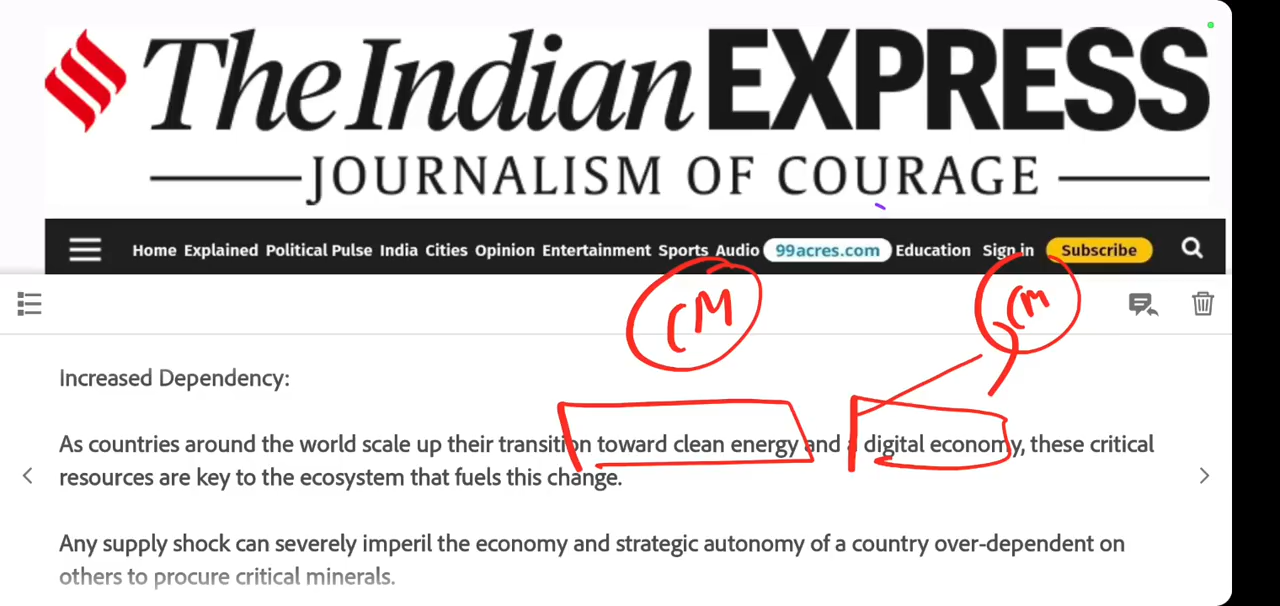 The Indian EXPRESS
JOURNALISM OF COURAGE
Home Explained Political Pulse India Cities Opinion Entertainment Sports Audio 99acres.com Education Sign in Subscribe
CM CM
Increased Dependency:
As countries around the world scale up their transition toward clean energy and a digital economy, these critical
resources are key to the ecosystem that fuels this change.
Any supply shock can severely imperil the economy and strategic autonomy of a country over-dependent on
others to procure critical minerals.